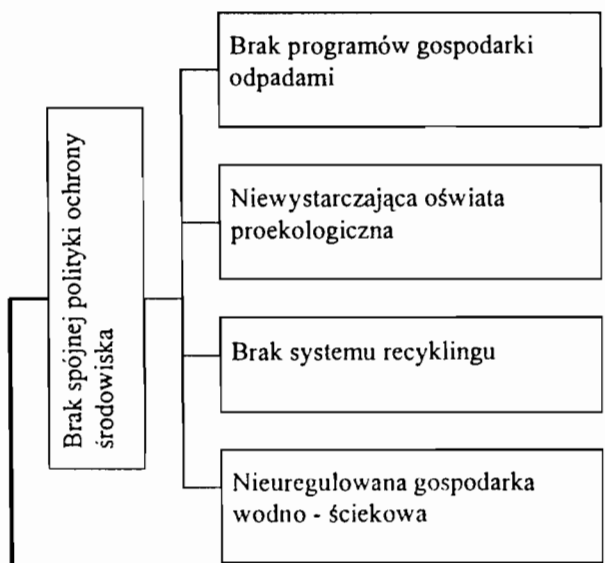 Brak programów gospodarki
odpadami
Brak spójnej polityki ochrony
środowiska
Niewystarczająca oświata
proekologiczna
Brak systemu recyklingu
Nieuregulowana gospodarka
wodno - ściekowa